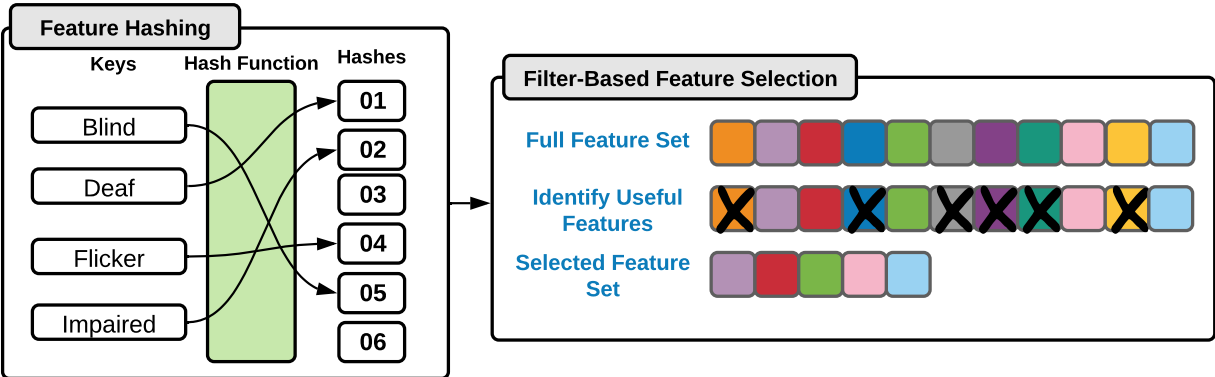 Feature Hashing
Keys
Hash Function
Hashes
Blind
Deaf
Flicker
Impaired
01
02
03
04
05
06
Filter-Based Feature Selection
Full Feature Set
Identify Useful
Features
Selected Feature
Set